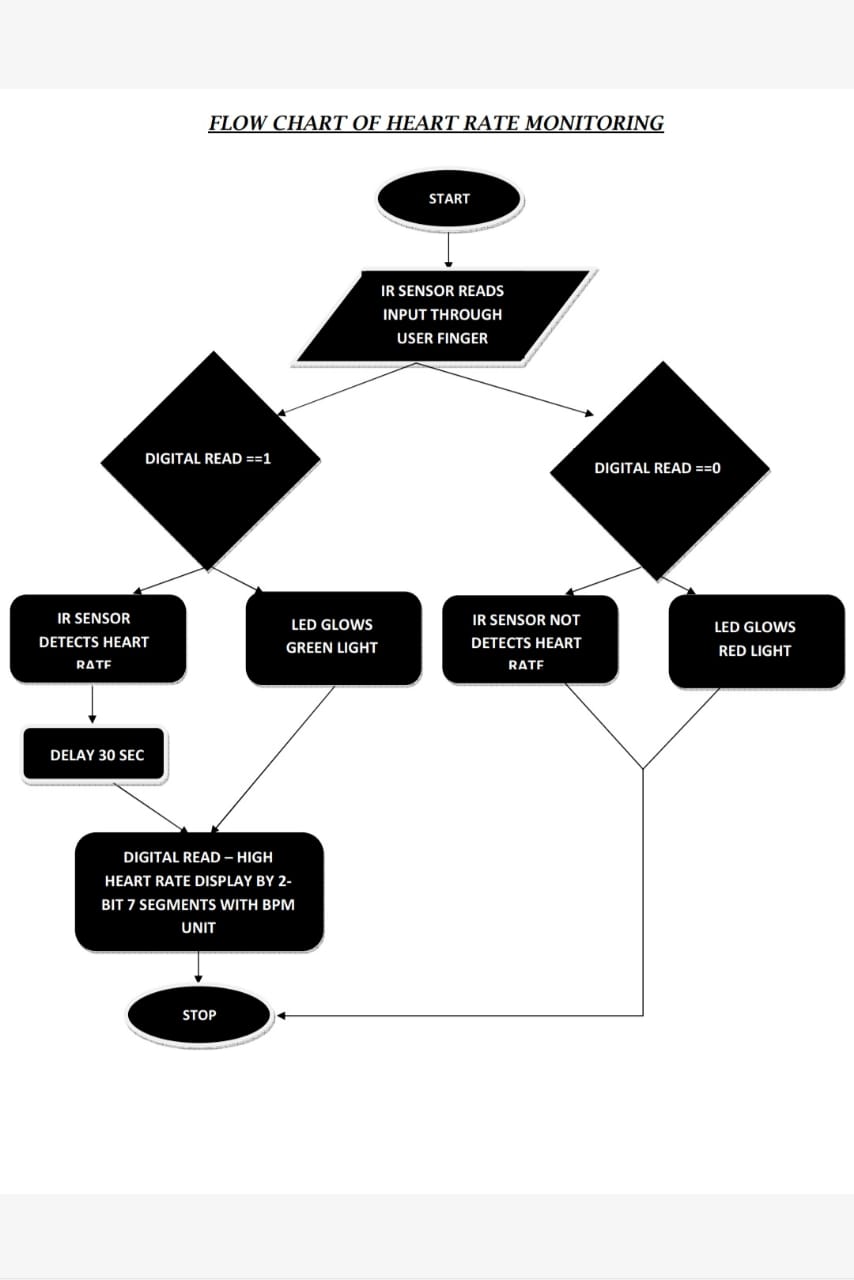 FLOW CHART OF HEART RATE MONITORING
START
IR SENSOR READS
INPUT THROUGH
USER FINGER
DIGITAL READ ==1
DIGITAL READ ==0
IR SENSOR
DETECTS HEART
RATE
LED GLOWS
GREEN LIGHT
IR SENSOR NOT
DETECTS HEART
RATE
LED GLOWS
RED LIGHT
DELAY 30 SEC
DIGITAL READ – HIGH
HEART RATE DISPLAY BY 2-
BIT 7 SEGMENTS WITH BPM
UNIT
STOP